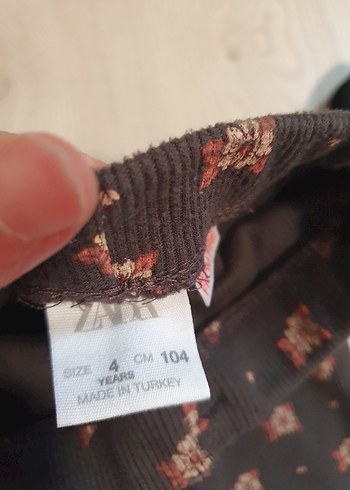 ZARA
SIZE 4 CM 104
YEARS
MADE IN TURKEY